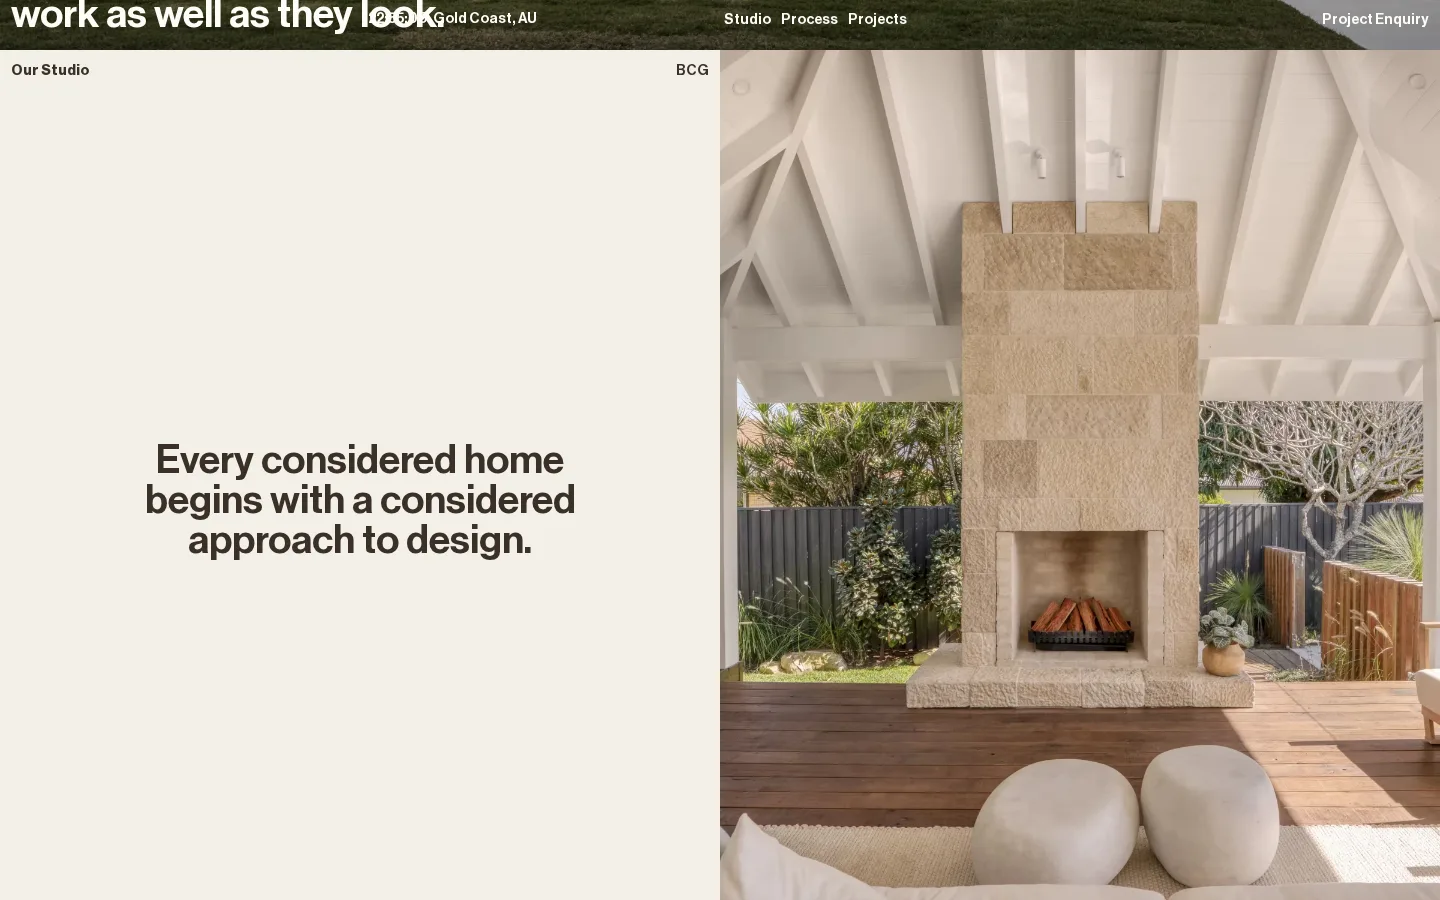 work as well as they look.
Gold Coast, AU
Studio Process Projects
Project Enquiry
Our Studio
BCG
Every considered home
begins with a considered
approach to design.